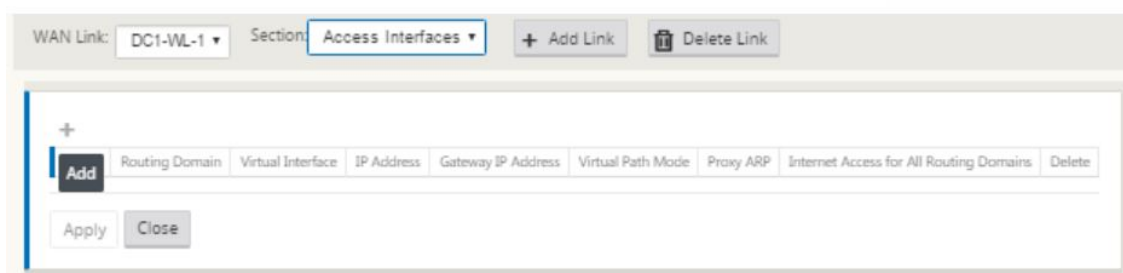 WAN Link: DC1-WL-1 ▾ Section: Access Interfaces ▾ + Add Link Delete Link
+
Add Routing Domain Virtual Interface IP Address Gateway IP Address Virtual Path Mode Proxy ARP Internet Access for All Routing Domains Delete
Apply Close